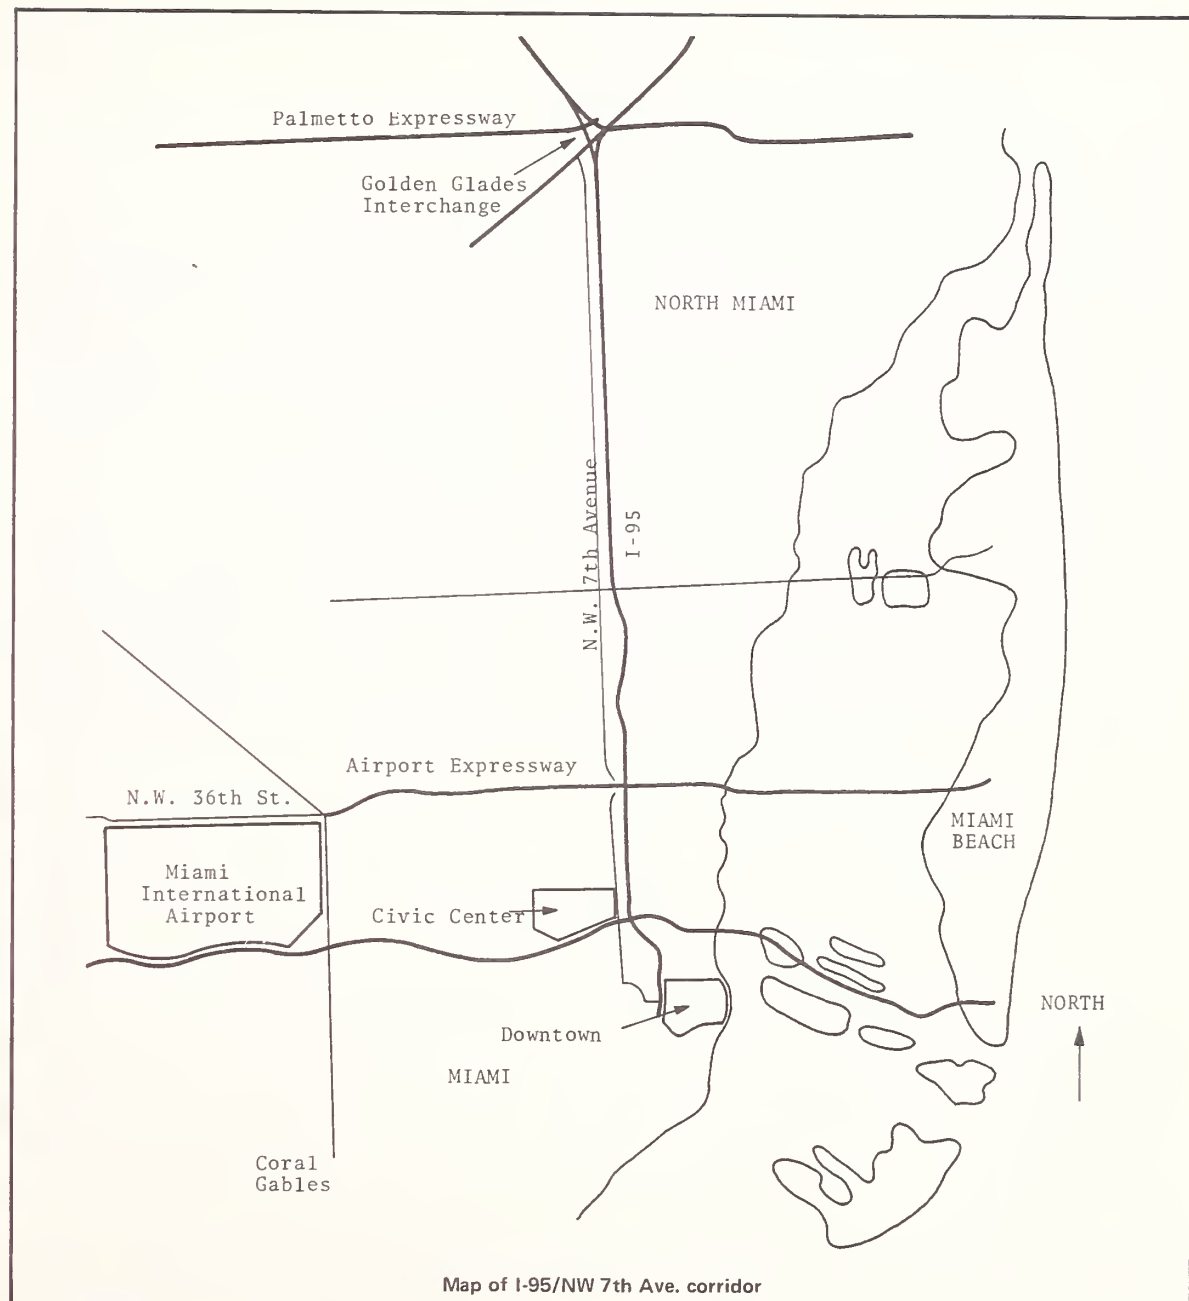 Palmetto Expressway
Golden Glades
Interchange
NORTH MIAMI
N.W. 7th Avenue
I-95
Airport Expressway
N.W. 36th St.
MIAMI
BEACH
Miami
International
Airport
Civic Center
NORTH
Downtown
MIAMI
Coral
Gables
Map of I-95/NW 7th Ave. corridor